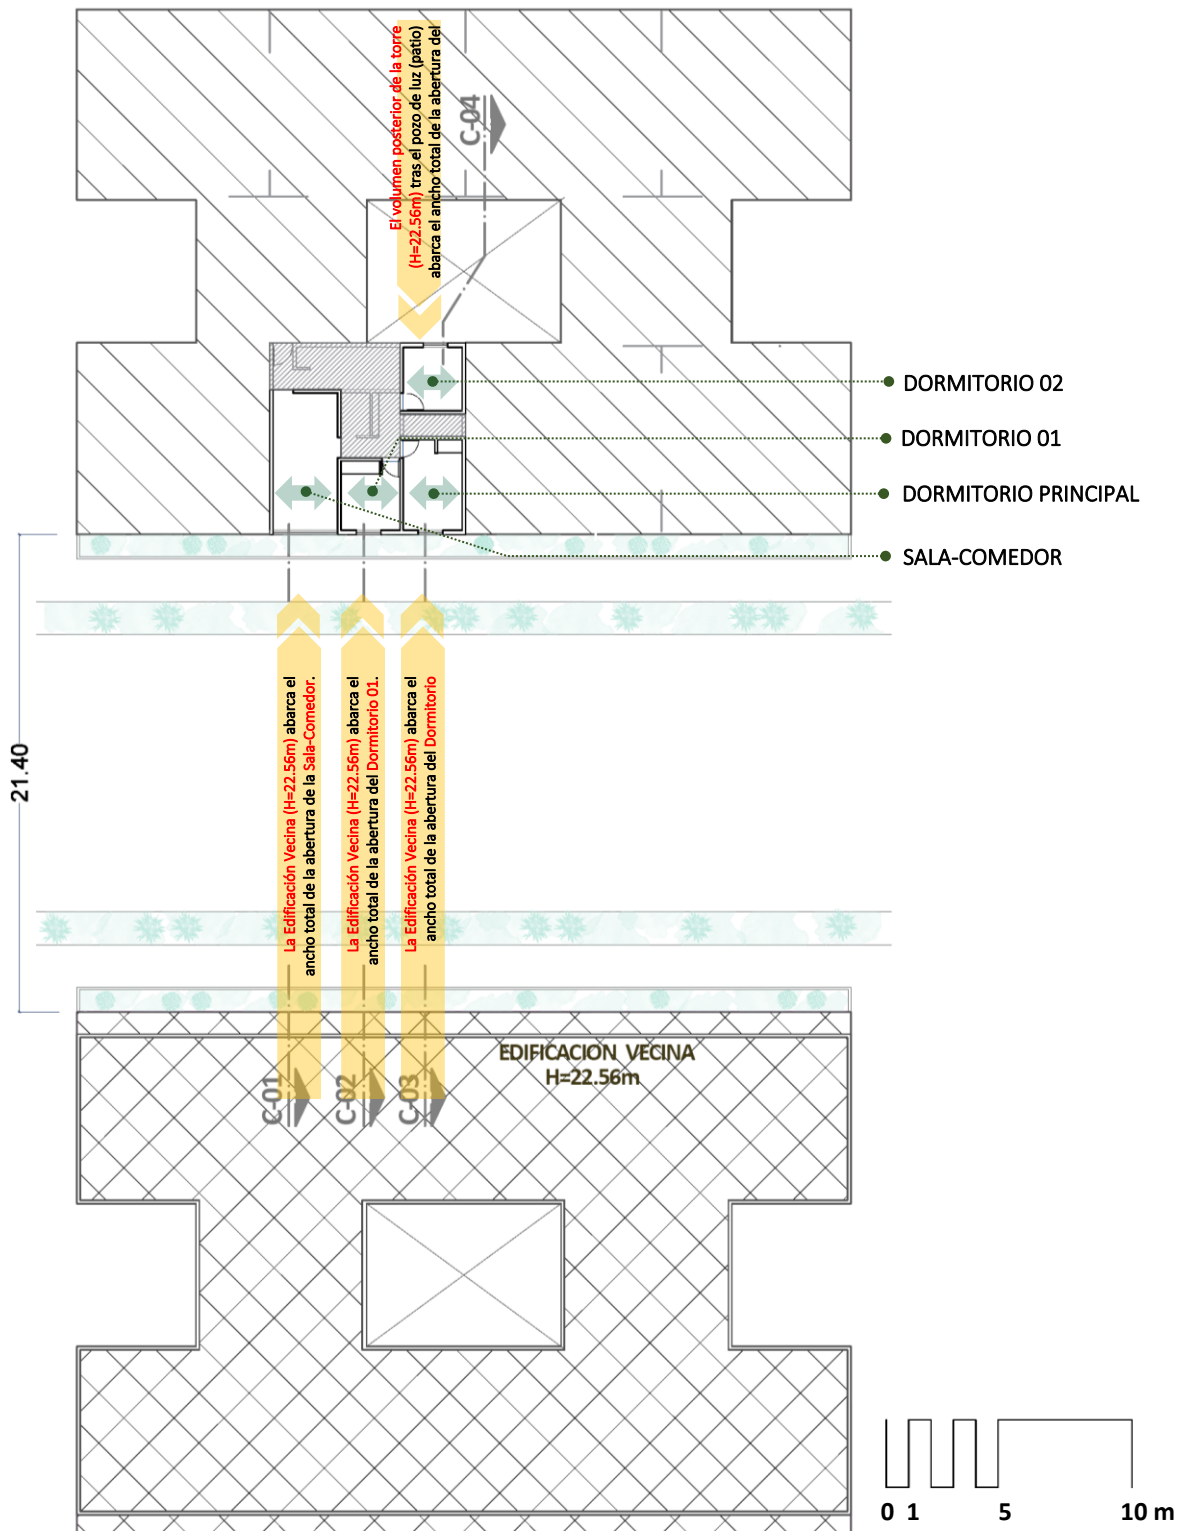 El volumen posterior de la torre
(H=22.56m) tras el pozo de luz (patio)
abarca el ancho total de la abertura del
C-04
DORMITORIO 02
DORMITORIO 01
DORMITORIO PRINCIPAL
SALA-COMEDOR
21.40
La Edificación Vecina (H=22.56m) abarca el
ancho total de la abertura de la Sala-Comedor.
La Edificación Vecina (H=22.56m) abarca el
ancho total de la abertura del Dormitorio 01.
La Edificación Vecina (H=22.56m) abarca el
ancho total de la abertura del Dormitorio
EDIFICACION VECINA
H=22.56m
C-01
C-02
C-03
0 1 5 10 m